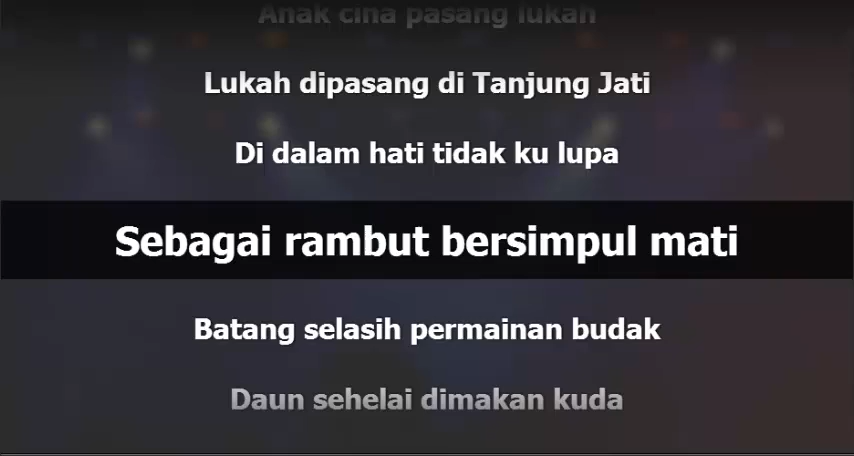 Anak cina pasang lukah
Lukah dipasang di Tanjung Jati
Di dalam hati tidak ku lupa
Sebagai rambut bersimpul mati
Batang selasih permainan budak
Daun sehelai dimakan kuda